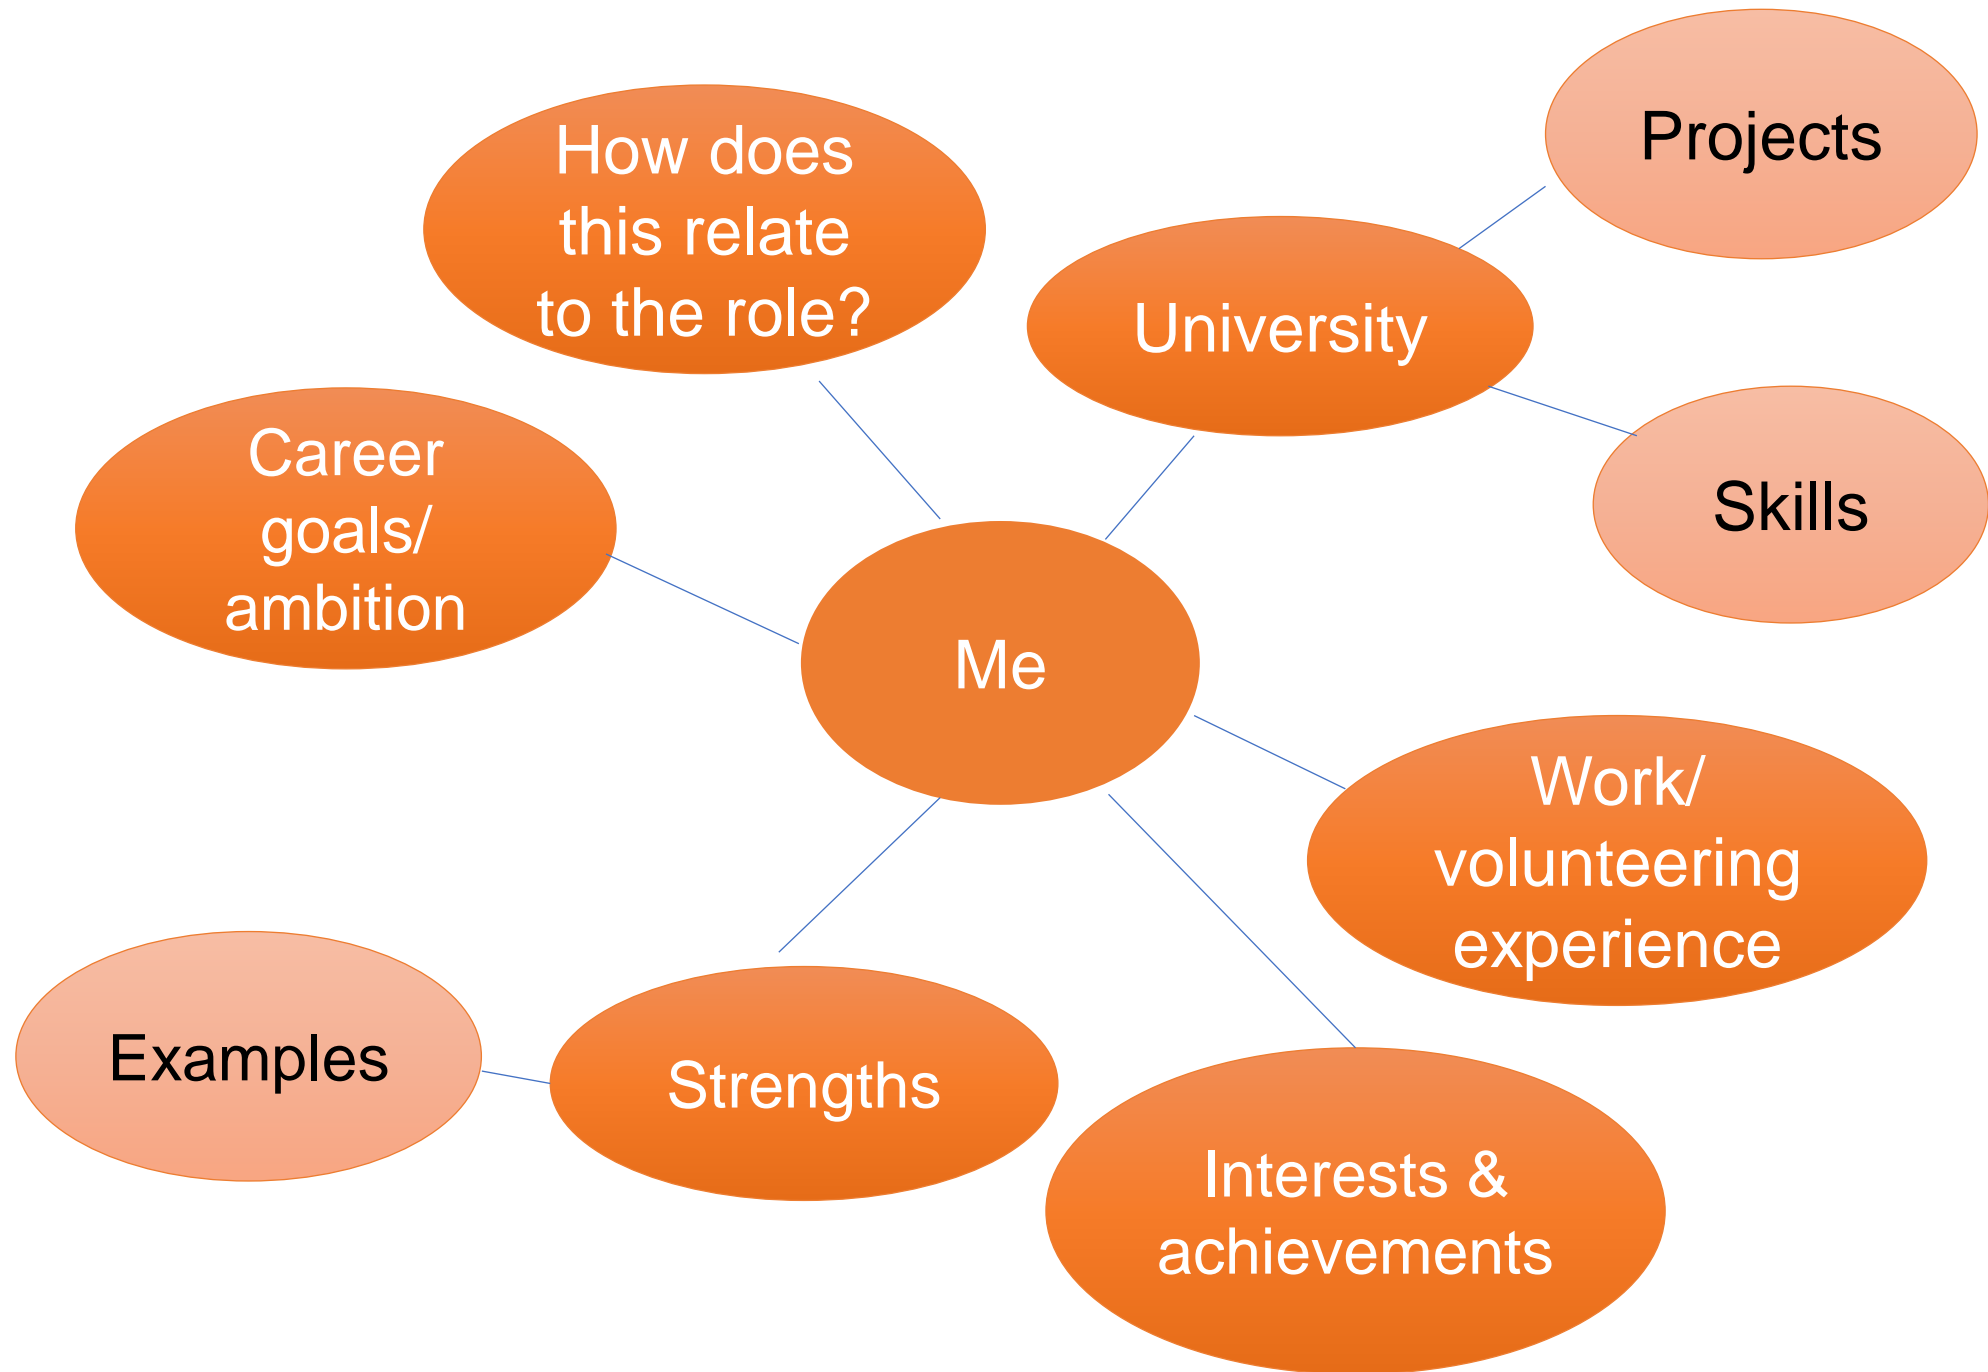 Projects
How does
this relate
to the role?
University
Career
goals/
ambition
Skills
Me
Work/
volunteering
experience
Examples
Strengths
Interests &
achievements